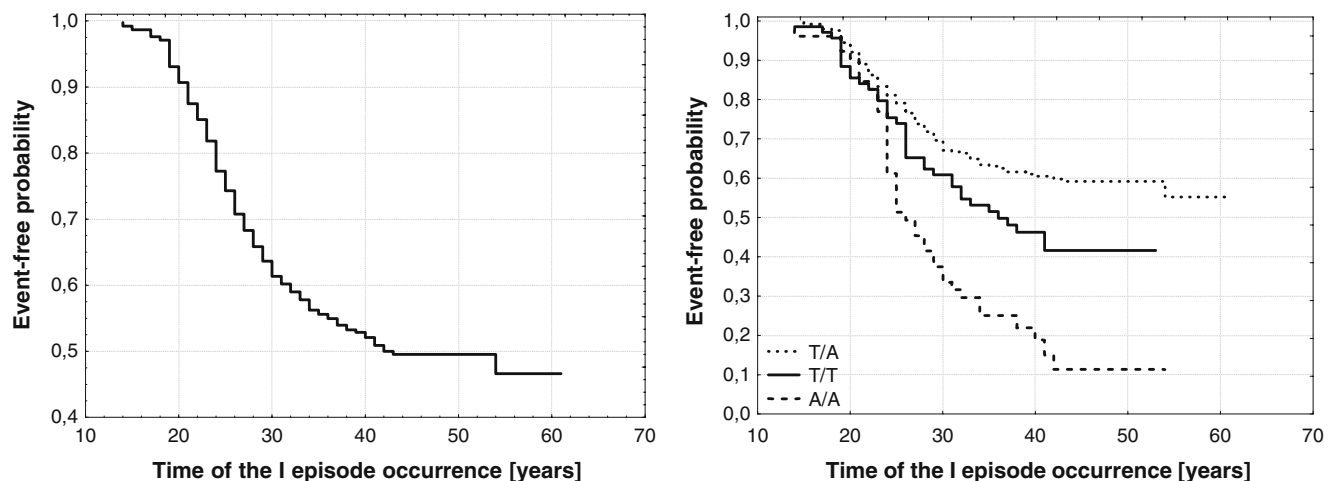 Event-free probability
1,0
0,9
0,8
0,7
0,6
0,5
0,4
10 20 30 40 50 60 70
Time of the I episode occurrence [years]
Event-free probability
1,0
0,9
0,8
0,7
0,6
0,5
0,4
0,3
0,2
0,1
0,0
T/A
T/T
A/A
10 20 30 40 50 60 70
Time of the I episode occurrence [years]